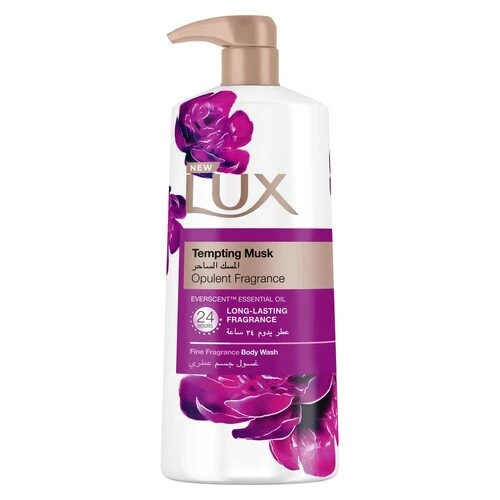 NEW
LUX
Tempting Musk
المسك الساحر
Opulent Fragrance
EVERSCENT™ ESSENTIAL OIL
24
HOURS
LONG-LASTING
FRAGRANCE
عطر يدوم ٢٤ ساعة
Fine Fragrance Body Wash
غسول جسم عطري